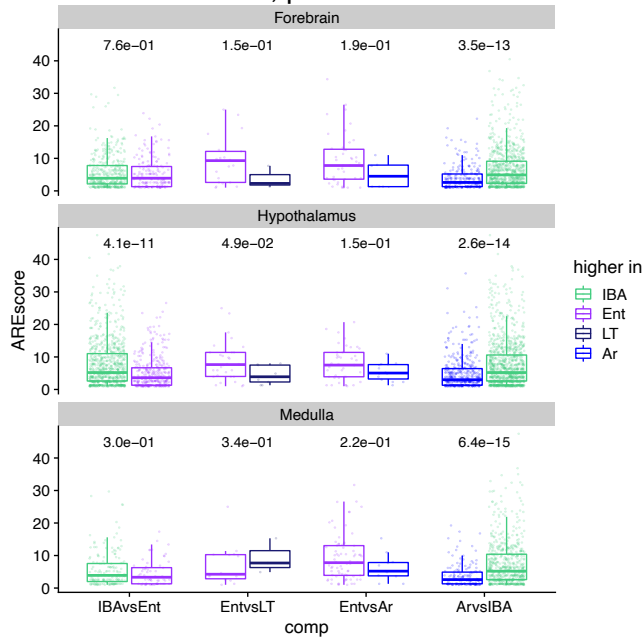 Forebrain
7.6e−01 1.5e−01 1.9e−01 3.5e−13
40
30
20
10
0
Hypothalamus
4.1e−11 4.9e−02 1.5e−01 2.6e−14
40
30
20
10
0
Medulla
3.0e−01 3.4e−01 2.2e−01 6.4e−15
40
30
20
10
0
AREscore
IBAvsEnt EntvsLT EntvsAr ArvsIBA
comp
higher in
IBA
Ent
LT
Ar